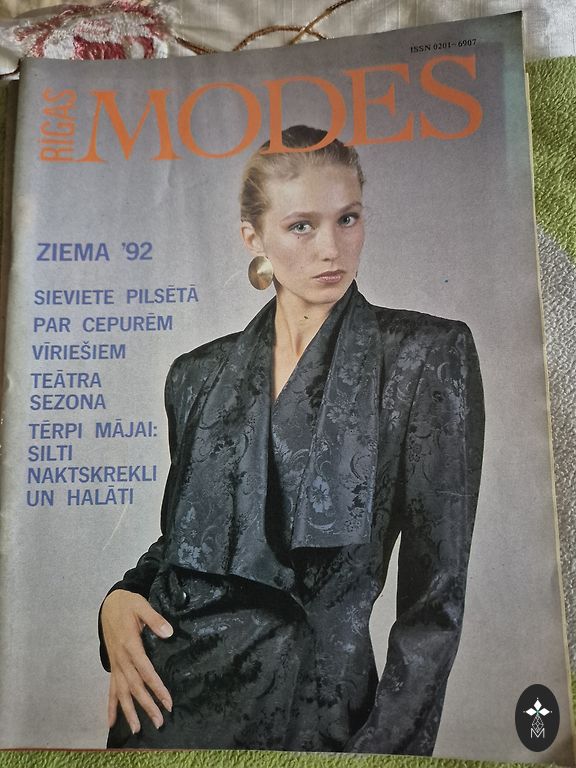 ISSN 0201-6907
RĪGAS
MODES
ZIEMA '92
SIEVIETE PILSĒTĀ
PAR CEPURĒM
VĪRIEŠIEM
TEĀTRA
SEZONA
TĒRPI MĀJAI:
SILTI
NAKTSKREKLI
UN HALĀTI
M